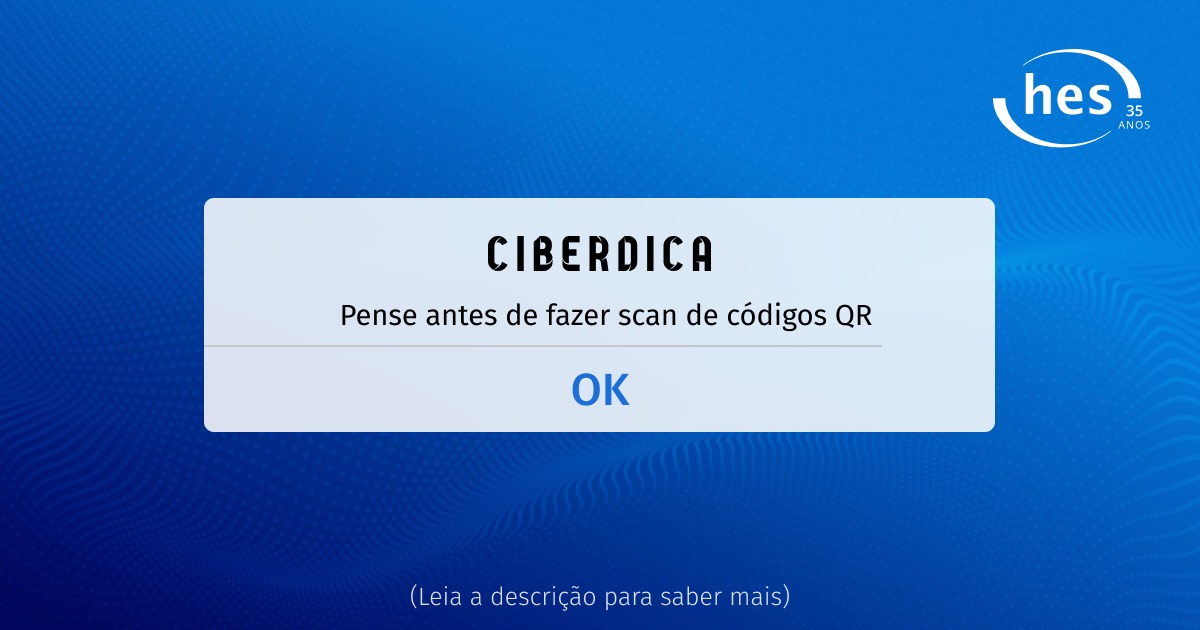 hes
35
ANOS
CIBERDICA
Pense antes de fazer scan de códigos QR
OK
(Leia a descrição para saber mais)